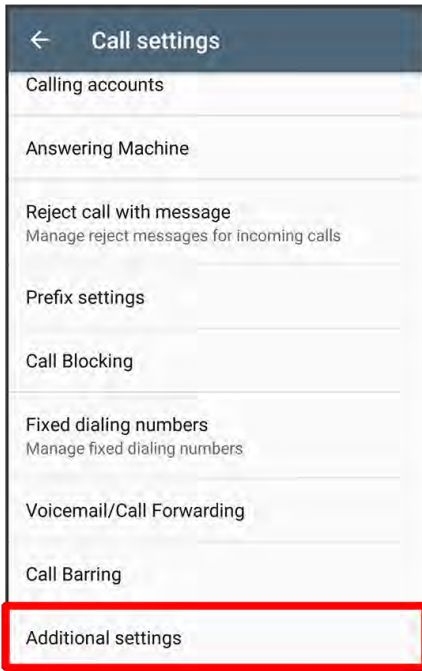 Call settings
Calling accounts
Answering Machine
Reject call with message
Manage reject messages for incoming calls
Prefix settings
Call Blocking
Fixed dialing numbers
Manage fixed dialing numbers
Voicemail/Call Forwarding
Call Barring
Additional settings